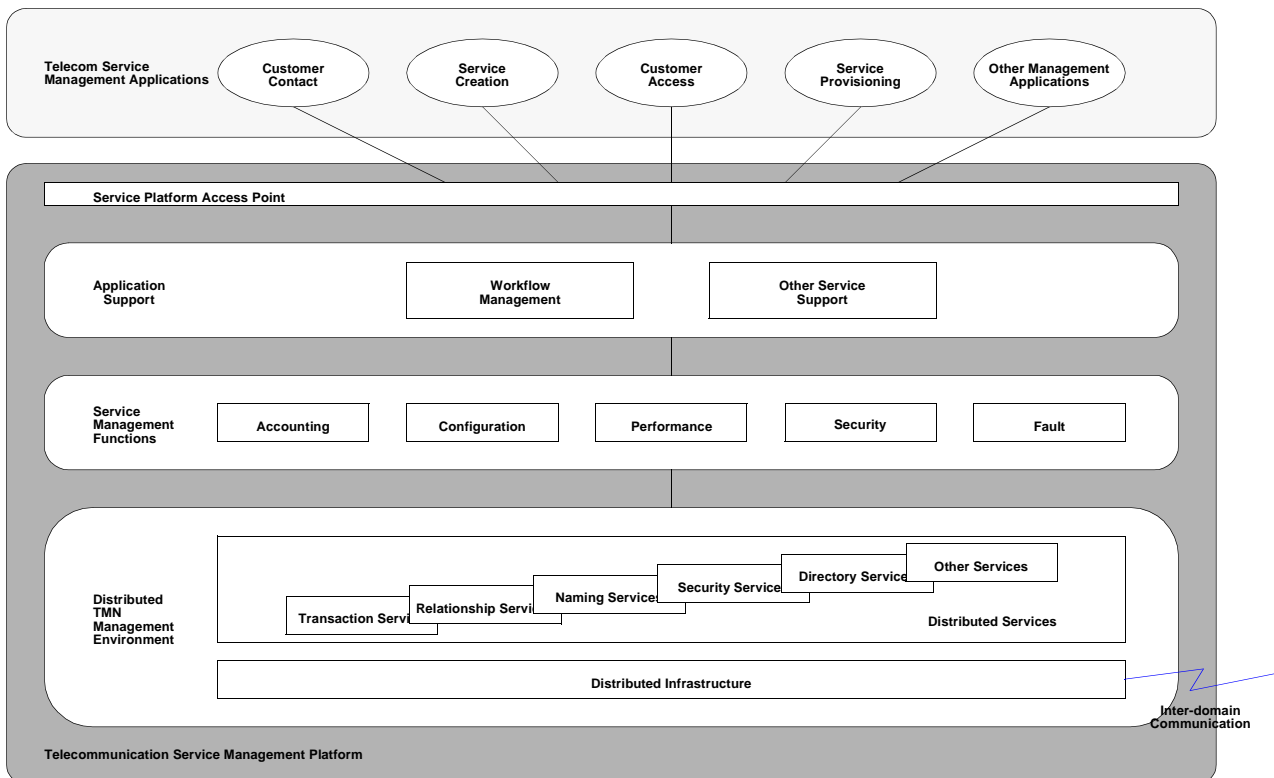 Telecom Service
Management Applications
Customer
Contact
Service
Creation
Customer
Access
Service
Provisioning
Other Management
Applications
Service Platform Access Point
Application
Support
Workflow
Management
Other Service
Support
Service
Management
Functions
Accounting
Configuration
Performance
Security
Fault
Distributed
TMN
Management
Environment
Transaction Servi
Relationship Servi
Naming Services
Security Service
Directory Service
Other Services
Distributed Services
Distributed Infrastructure
Inter-domain
Communication
Telecommunication Service Management Platform